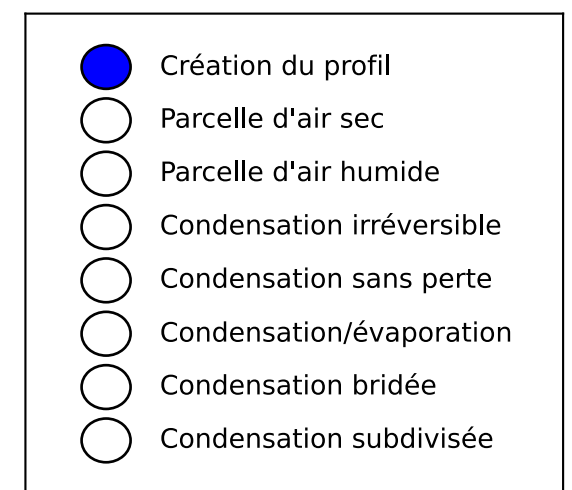 Création du profil
Parcelle d'air sec
Parcelle d'air humide
Condensation irréversible
Condensation sans perte
Condensation/évaporation
Condensation bridée
Condensation subdivisée